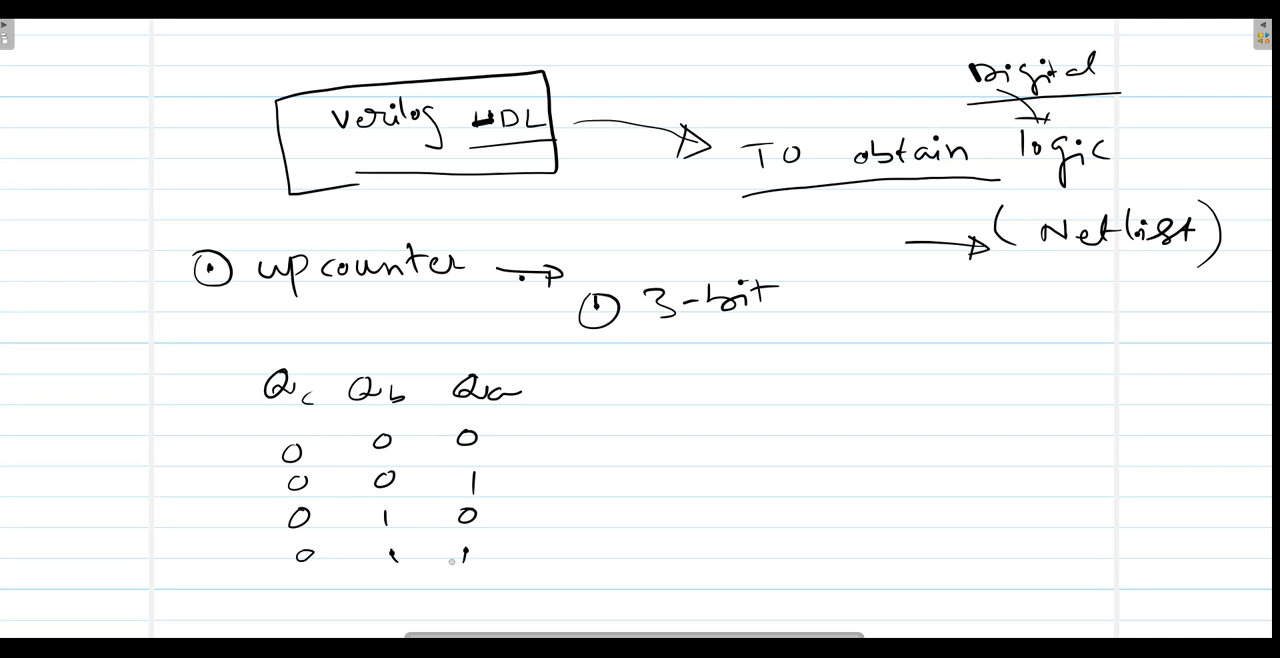 Digital
Verilog HDL
TO obtain logic
(Netlist)
upcounter
① 3-bit
Qc Qb Qa
0 0 0
0 0 1
0 1 0
0 1 1